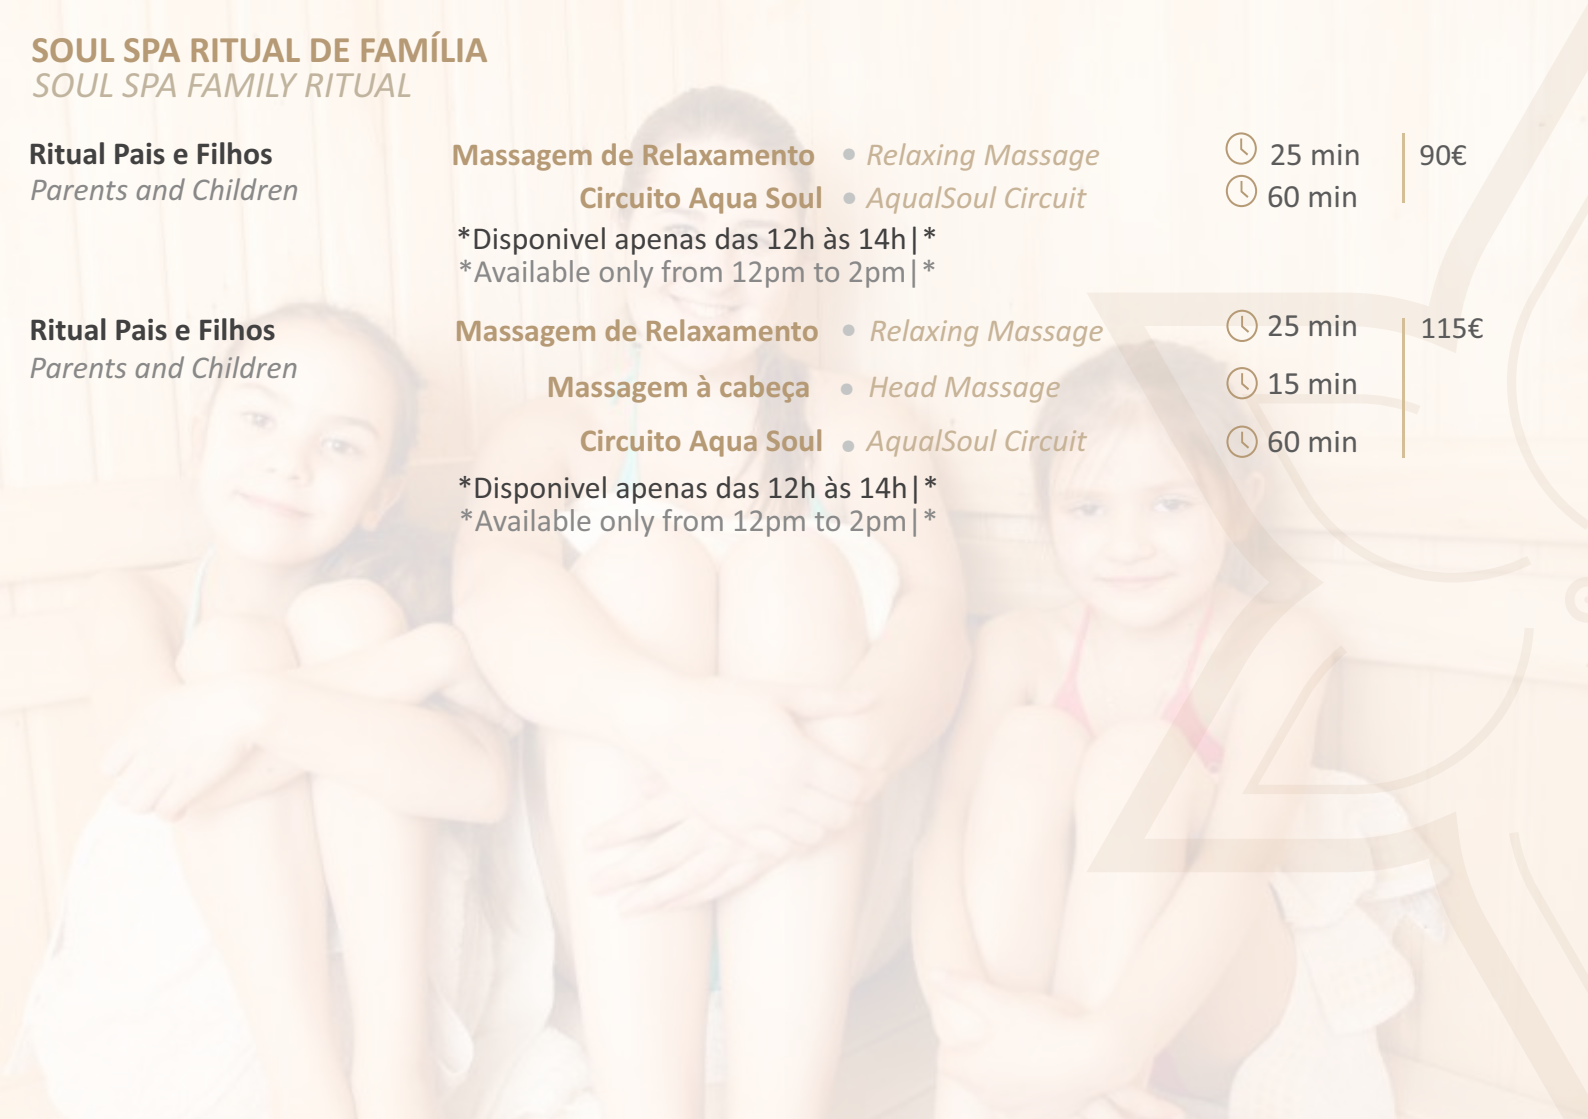 SOUL SPA RITUAL DE FAMÍLIA
SOUL SPA FAMILY RITUAL
Ritual Pais e Filhos
Parents and Children
Massagem de Relaxamento • Relaxing Massage 25 min 90€
Circuito Aqua Soul • AqualSoul Circuit 60 min
*Disponivel apenas das 12h às 14h|*
*Available only from 12pm to 2pm|*
Ritual Pais e Filhos
Parents and Children
Massagem de Relaxamento • Relaxing Massage 25 min 115€
Massagem à cabeça • Head Massage 15 min
Circuito Aqua Soul • AqualSoul Circuit 60 min
*Disponivel apenas das 12h às 14h|*
*Available only from 12pm to 2pm|*